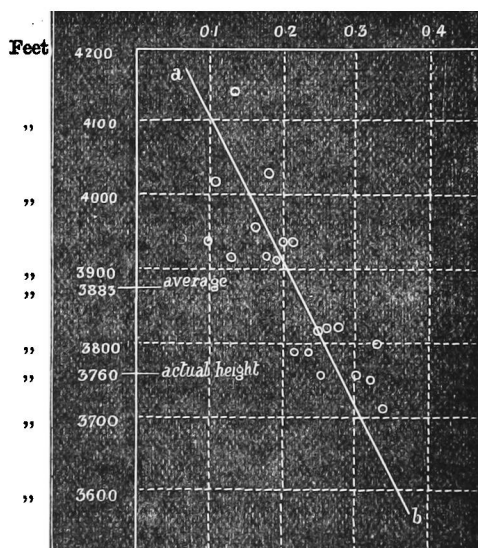 0·1 0·2 0·3 0·4
Feet 4200
a
„ 4100
„ 4000
„ 3900
„ 3885 average
„ 3800
„ 3760 actual height
„ 3700
„ 3600
b